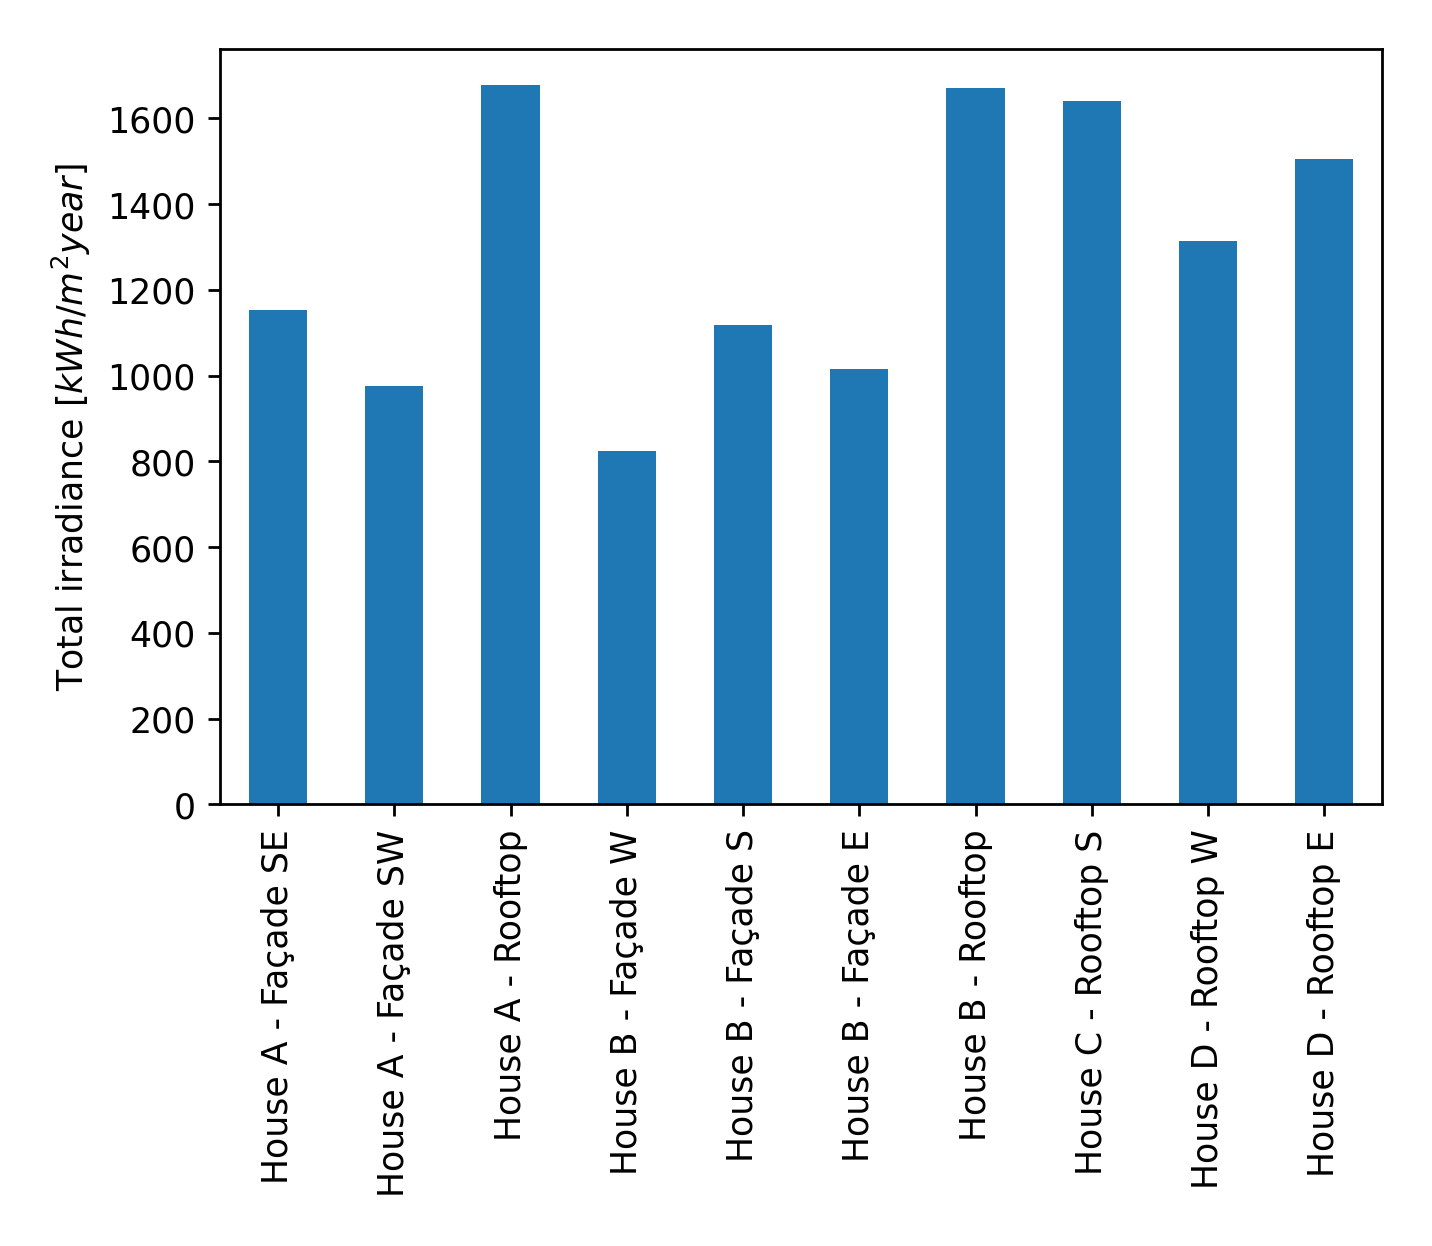 Total irradiance [kWh/m²year]
1600
1400
1200
1000
800
600
400
200
0
House A - Façade SE
House A - Façade SW
House A - Rooftop
House B - Façade W
House B - Façade S
House B - Façade E
House B - Rooftop
House C - Rooftop S
House D - Rooftop W
House D - Rooftop E